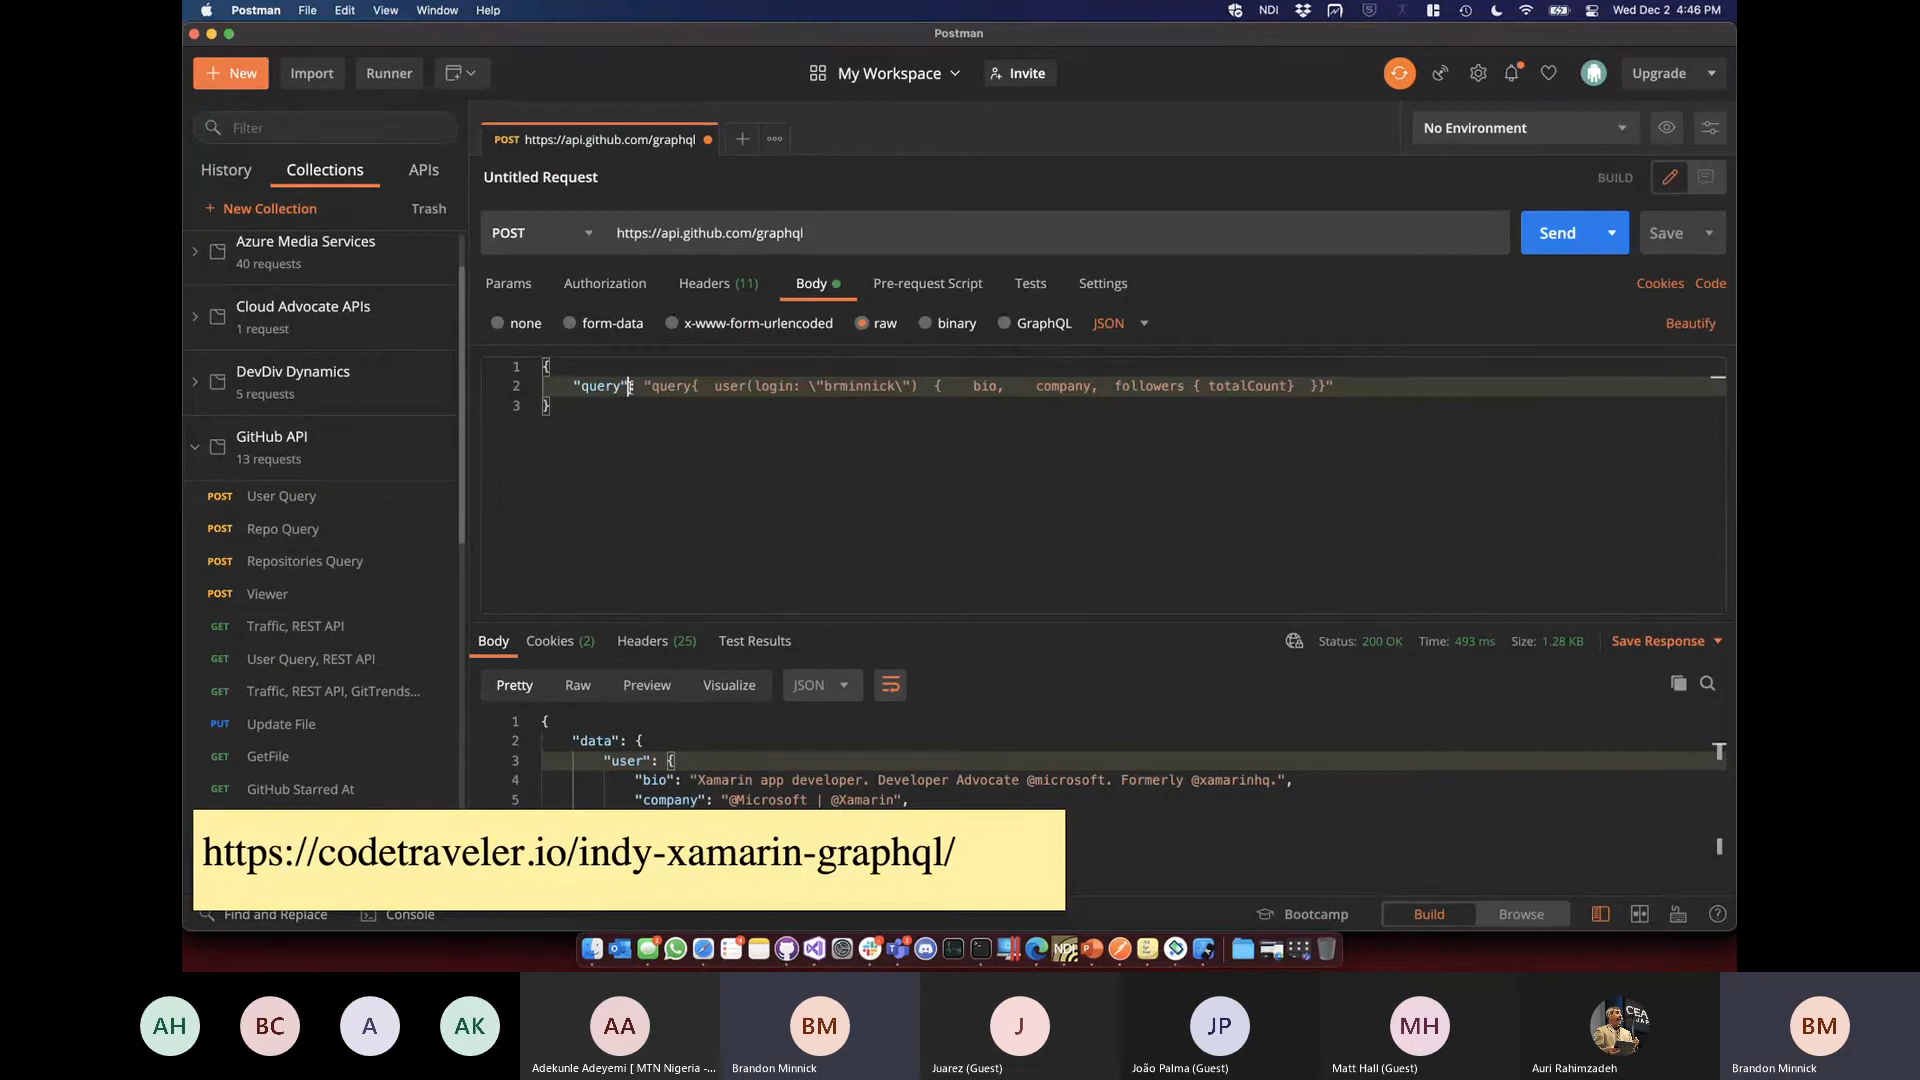 Postman File Edit View Window Help
NDI
Wed Dec 2 4:46 PM
Postman
New Import Runner
My Workspace
Invite
Upgrade
Filter
History Collections APIs
+ New Collection Trash
Azure Media Services
40 requests
Cloud Advocate APIs
1 request
DevDiv Dynamics
5 requests
GitHub API
13 requests
POST User Query
POST Repo Query
POST Repositories Query
POST Viewer
GET Traffic, REST API
GET User Query, REST API
GET Traffic, REST API, GitTrends...
PUT Update File
GET GetFile
GET GitHub Starred At
POST https://api.github.com/graphql
No Environment
Untitled Request
BUILD
POST https://api.github.com/graphql
Send Save
Params Authorization Headers (11) Body Pre-request Script Tests Settings
Cookies Code
none form-data x-www-form-urlencoded raw binary GraphQL JSON
Beautify
1 {
2 "query": "query{ user(login: \"brminnick\") { bio, company, followers { totalCount} }}"
3 }
Body Cookies (2) Headers (25) Test Results
Status: 200 OK Time: 493 ms Size: 1.28 KB Save Response
Pretty Raw Preview Visualize JSON
1 {
2 "data": {
3 "user": {
4 "bio": "Xamarin app developer. Developer Advocate @microsoft. Formerly @xamarinhq.",
5 "company": "@Microsoft | @Xamarin",
https://codetraveler.io/indy-xamarin-graphql/
Find and Replace Console
Bootcamp Build Browse
AH BC A AK AA BM J JP MH BM
Adekunle Adeyemi [ MTN Nigeria -...
Brandon Minnick
Juarez (Guest)
João Palma (Guest)
Matt Hall (Guest)
Auri Rahimzadeh
Brandon Minnick